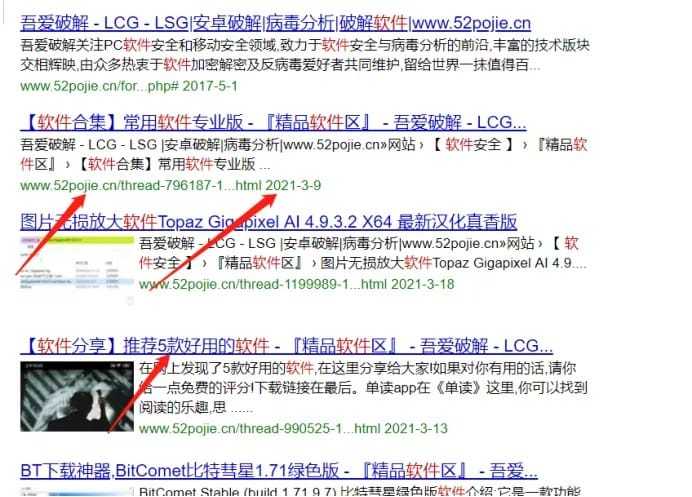 吾爱破解 - LCG - LSG|安卓破解|病毒分析|破解软件|www.52pojie.cn
吾爱破解关注PC软件安全和移动安全领域,致力于软件安全与病毒分析的前沿,丰富的技术版块
交相辉映,由众多热衷于软件加密解密及反病毒爱好者共同维护,留给世界一抹值得百...
www.52pojie.cn/for...php# 2017-5-1
【软件合集】常用软件专业版 - 『精品软件区』 - 吾爱破解 - LCG...
吾爱破解 - LCG - LSG |安卓破解|病毒分析|www.52pojie.cn»网站 › 【 软件安全 】 › 『精品软
件区』 › 【软件合集】常用软件专业版 ...
www.52pojie.cn/thread-796187-1...html 2021-3-9
图片无损放大软件Topaz Gigapixel AI 4.9.3.2 X64 最新汉化真香版
吾爱破解 - LCG - LSG |安卓破解|病毒分析|www.52pojie.cn»网站 › 【 软
件安全 】 › 『精品软件区』 › 图片无损放大软件Topaz Gigapixel AI 4.9....
www.52pojie.cn/thread-1199989-1...html 2021-3-18
【软件分享】推荐5款好用的软件 - 『精品软件区』 - 吾爱破解 - LCG...
在网上发现了5款好用的软件,在这里分享给大家!如果对你有用的话,请你
给一点免费的评分!下载链接在最后。单读app在《单读》这里,你可以找到
阅读的乐趣,思 ......
www.52pojie.cn/thread-990525-1...html 2021-3-13
BT下载神器,BitComet比特彗星1.71绿色版 - 『精品软件区』 - 吾爱...
BitComet Stable (build 1.71.9.7) 比特彗星软件介绍:它是一款功能